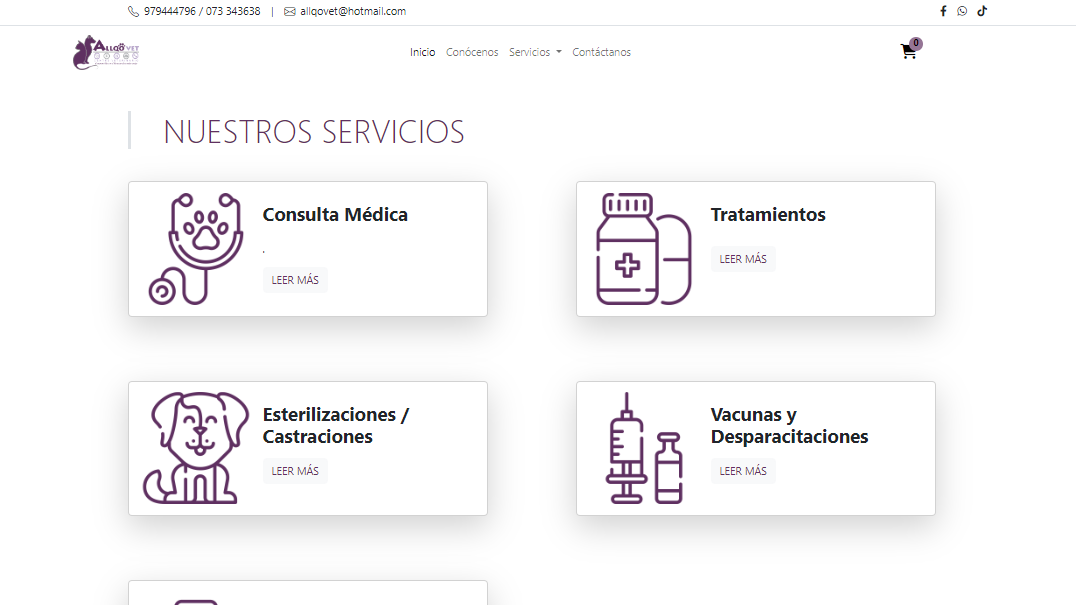 979444796 / 073 343638 | allqovet@hotmail.com
ALLQÖVET
Inicio Conócenos Servicios Contáctanos
0
NUESTROS SERVICIOS
Consulta Médica
.
LEER MÁS
Tratamientos
LEER MÁS
Esterilizaciones /
Castraciones
LEER MÁS
Vacunas y
Desparacitaciones
LEER MÁS